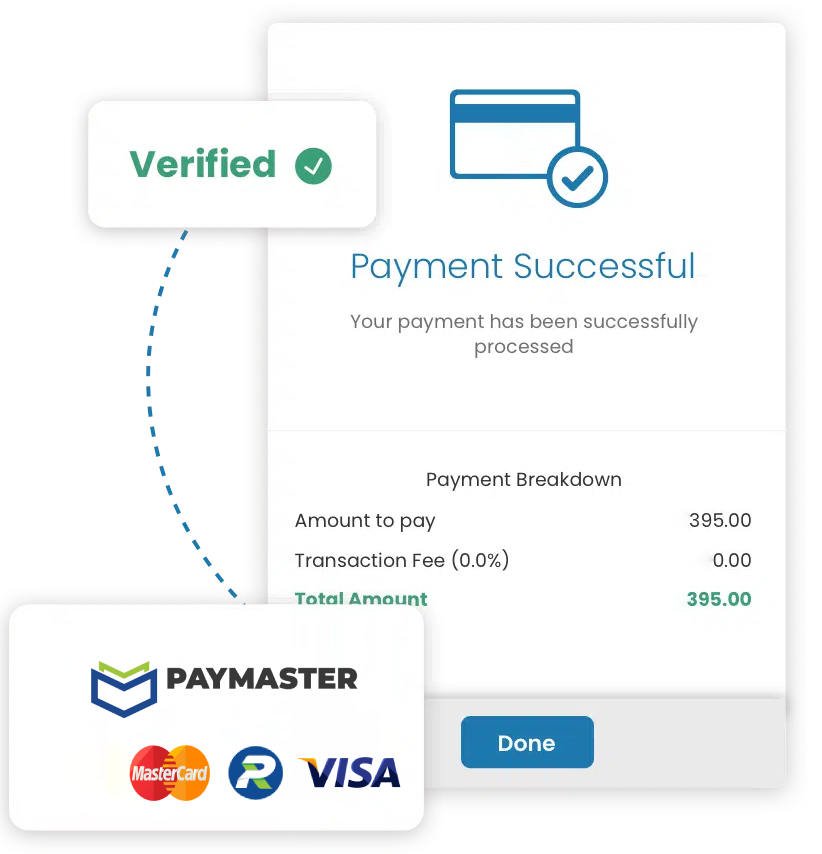 Verified
Payment Successful
Your payment has been successfully
processed
Payment Breakdown
Amount to pay 395.00
Transaction Fee (0.0%) 0.00
Total Amount 395.00
PAYMASTER
MasterCard R VISA
Done